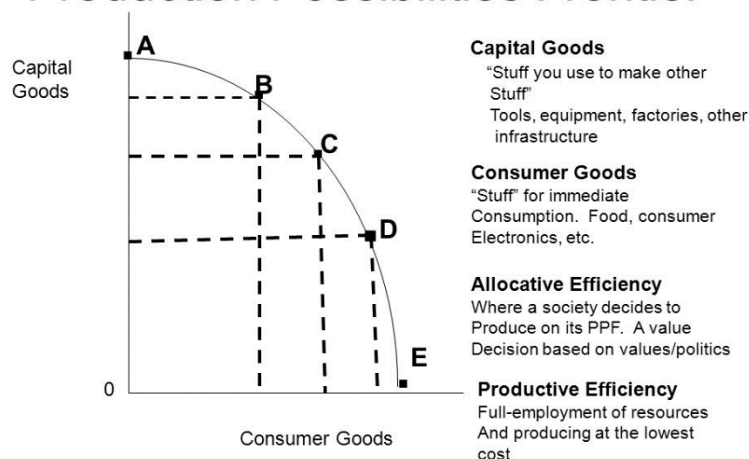 A
Capital
Goods
B
C
D
E
0
Consumer Goods
Capital Goods
"Stuff you use to make other
Stuff"
Tools, equipment, factories, other
infrastructure
Consumer Goods
"Stuff" for immediate
Consumption. Food, consumer
Electronics, etc.
Allocative Efficiency
Where a society decides to
Produce on its PPF. A value
Decision based on values/politics
Productive Efficiency
Full-employment of resources
And producing at the lowest
cost